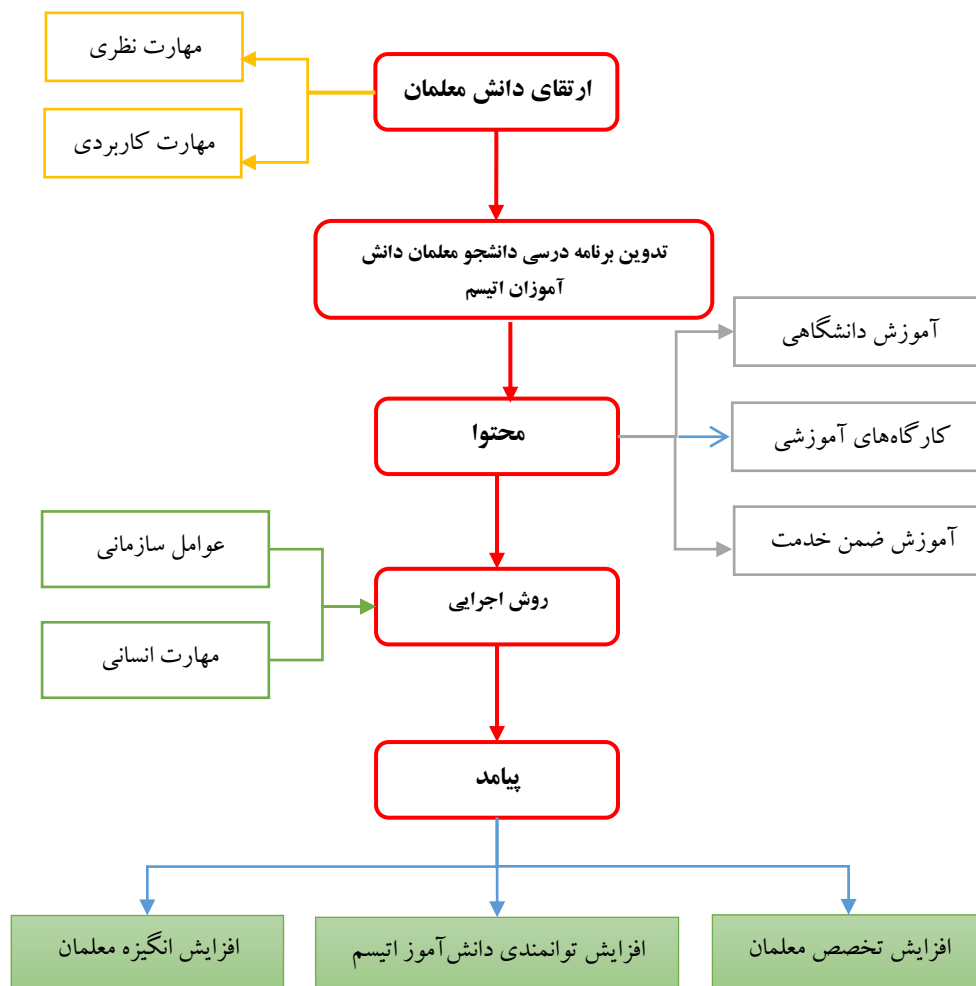 مهارت نظری
ارتقای دانش معلمان
مهارت کاربردی
تدوین برنامه درسی دانشجو معلمان دانش
آموزان اتیسم
آموزش دانشگاهی
محتوا
کارگاه‌های آموزشی
آموزش ضمن خدمت
عوامل سازمانی
روش اجرایی
مهارت انسانی
پیامد
افزایش تخصص معلمان
افزایش توانمندی دانش‌آموز اتیسم
افزایش انگیزه معلمان